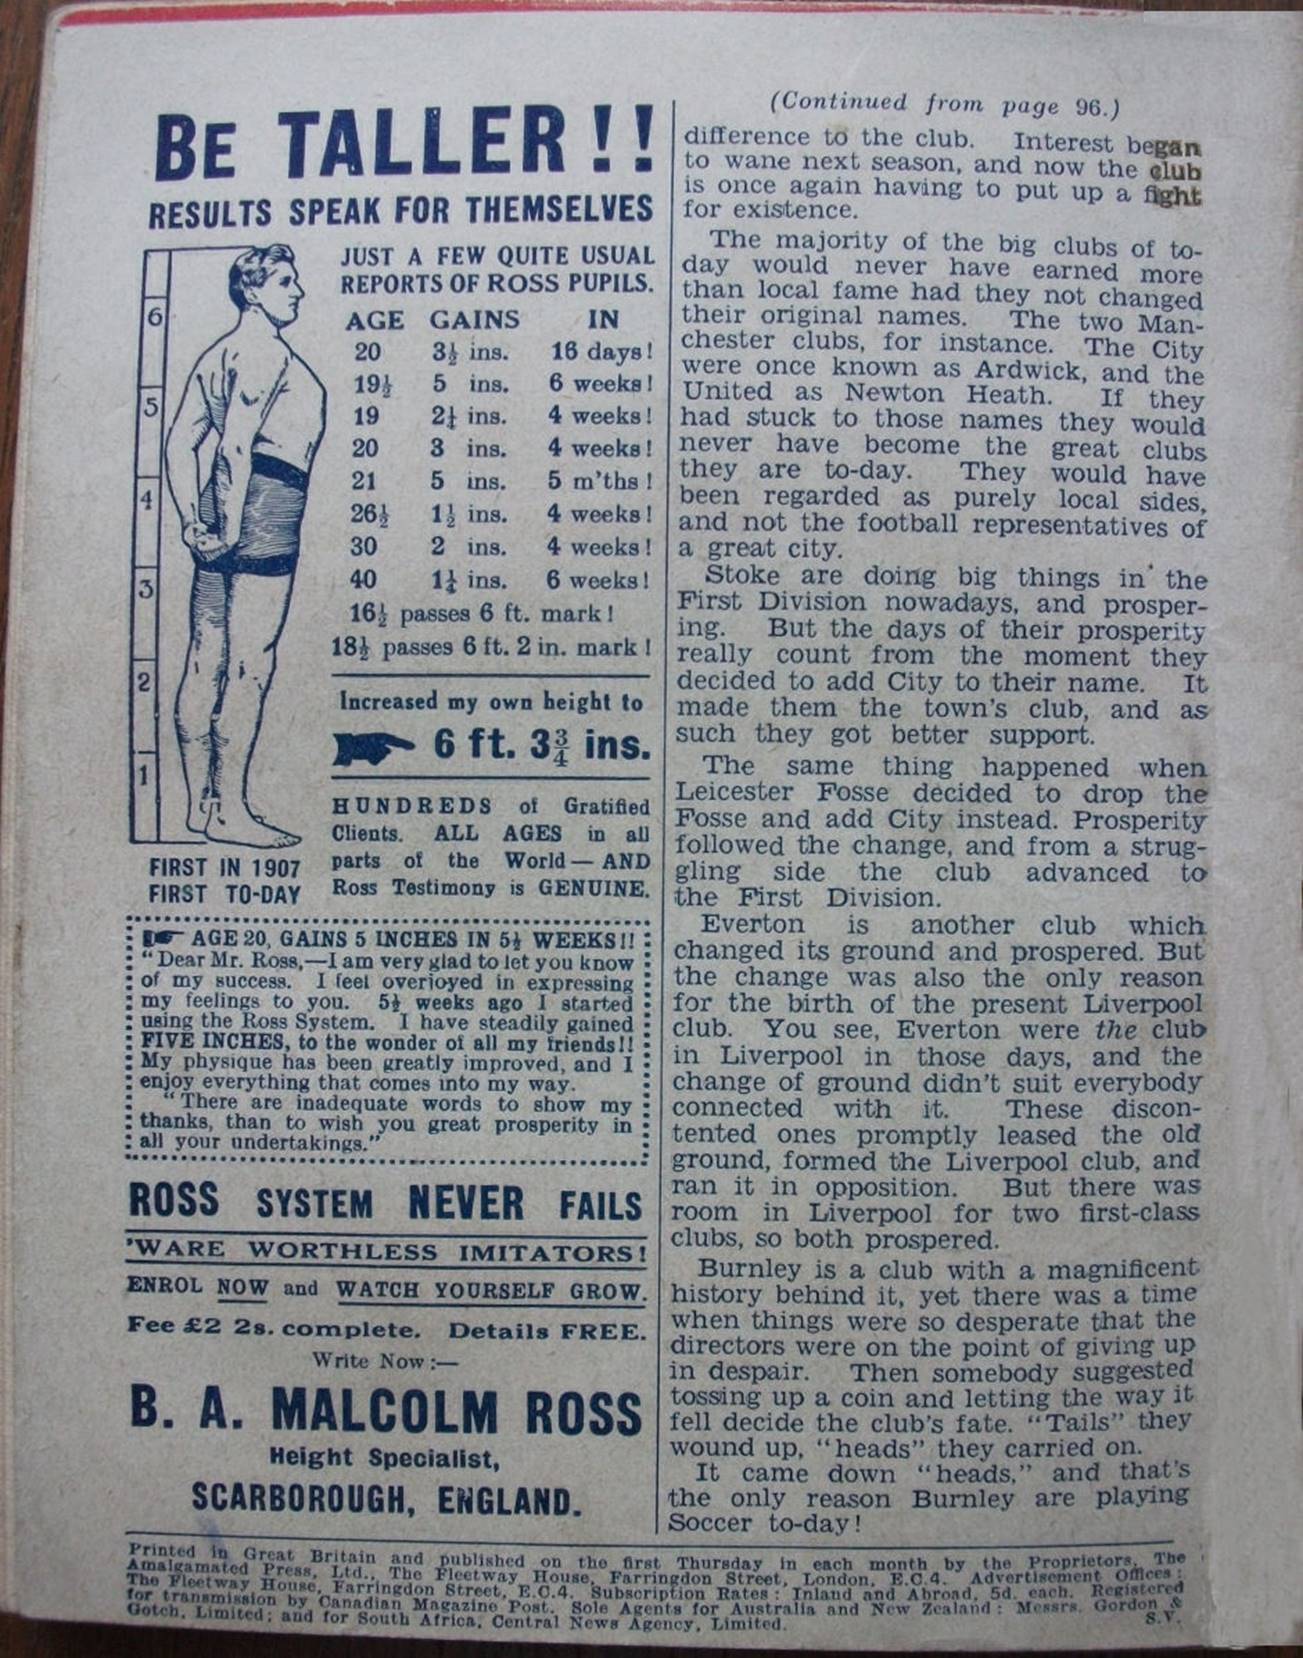 BE TALLER!!
RESULTS SPEAK FOR THEMSELVES
6
5
4
3
2
1
FIRST IN 1907
FIRST TO-DAY
JUST A FEW QUITE USUAL
REPORTS OF ROSS PUPILS.
AGE GAINS IN
20 3½ ins. 16 days!
19½ 5 ins. 6 weeks!
19 2¼ ins. 4 weeks!
20 3 ins. 4 weeks!
21 5 ins. 5 m'ths!
26½ 1½ ins. 4 weeks!
30 2 ins. 4 weeks!
40 1¼ ins. 6 weeks!
16½ passes 6 ft. mark!
18½ passes 6 ft. 2 in. mark!
Increased my own height to
6 ft. 3¾ ins.
HUNDREDS of Gratified
Clients. ALL AGES in all
parts of the World — AND
Ross Testimony is GENUINE.
AGE 20, GAINS 5 INCHES IN 5½ WEEKS!!
"Dear Mr. Ross,—I am very glad to let you know
of my success. I feel overjoyed in expressing
my feelings to you. 5½ weeks ago I started
using the Ross System. I have steadily gained
FIVE INCHES, to the wonder of all my friends!!
My physique has been greatly improved, and I
enjoy everything that comes into my way.
"There are inadequate words to show my
thanks, than to wish you great prosperity in
all your undertakings."
ROSS SYSTEM NEVER FAILS
'WARE WORTHLESS IMITATORS!
ENROL NOW and WATCH YOURSELF GROW.
Fee £2 2s. complete. Details FREE.
Write Now:—
B. A. MALCOLM ROSS
Height Specialist,
SCARBOROUGH, ENGLAND.
(Continued from page 96.)
difference to the club. Interest began
to wane next season, and now the club
is once again having to put up a fight
for existence.
The majority of the big clubs of to-
day would never have earned more
than local fame had they not changed
their original names. The two Man-
chester clubs, for instance. The City
were once known as Ardwick, and the
United as Newton Heath. If they
had stuck to those names they would
never have become the great clubs
they are to-day. They would have
been regarded as purely local sides,
and not the football representatives of
a great city.
Stoke are doing big things in the
First Division nowadays, and prosper-
ing. But the days of their prosperity
really count from the moment they
decided to add City to their name. It
made them the town's club, and as
such they got better support.
The same thing happened when
Leicester Fosse decided to drop the
Fosse and add City instead. Prosperity
followed the change, and from a strug-
gling side the club advanced to
the First Division.
Everton is another club which
changed its ground and prospered. But
the change was also the only reason
for the birth of the present Liverpool
club. You see, Everton were the club
in Liverpool in those days, and the
change of ground didn't suit everybody
connected with it. These discon-
tented ones promptly leased the old
ground, formed the Liverpool club, and
ran it in opposition. But there was
room in Liverpool for two first-class
clubs, so both prospered.
Burnley is a club with a magnificent
history behind it, yet there was a time
when things were so desperate that the
directors were on the point of giving up
in despair. Then somebody suggested
tossing up a coin and letting the way it
fell decide the club's fate. "Tails" they
wound up, "heads" they carried on.
It came down "heads," and that's
the only reason Burnley are playing
Soccer to-day!
Printed in Great Britain and published on the first Thursday in each month by the Proprietors, The
Amalgamated Press, Ltd., The Fleetway House, Farringdon Street, London, E.C.4. Advertisement Offices:
The Fleetway House, Farringdon Street, E.C.4. Subscription Rates: Inland and Abroad, 5d. each. Registered
for transmission by Canadian Magazine Post. Sole Agents for Australia and New Zealand: Messrs. Gordon &
Gotch, Limited; and for South Africa, Central News Agency, Limited. S.V.